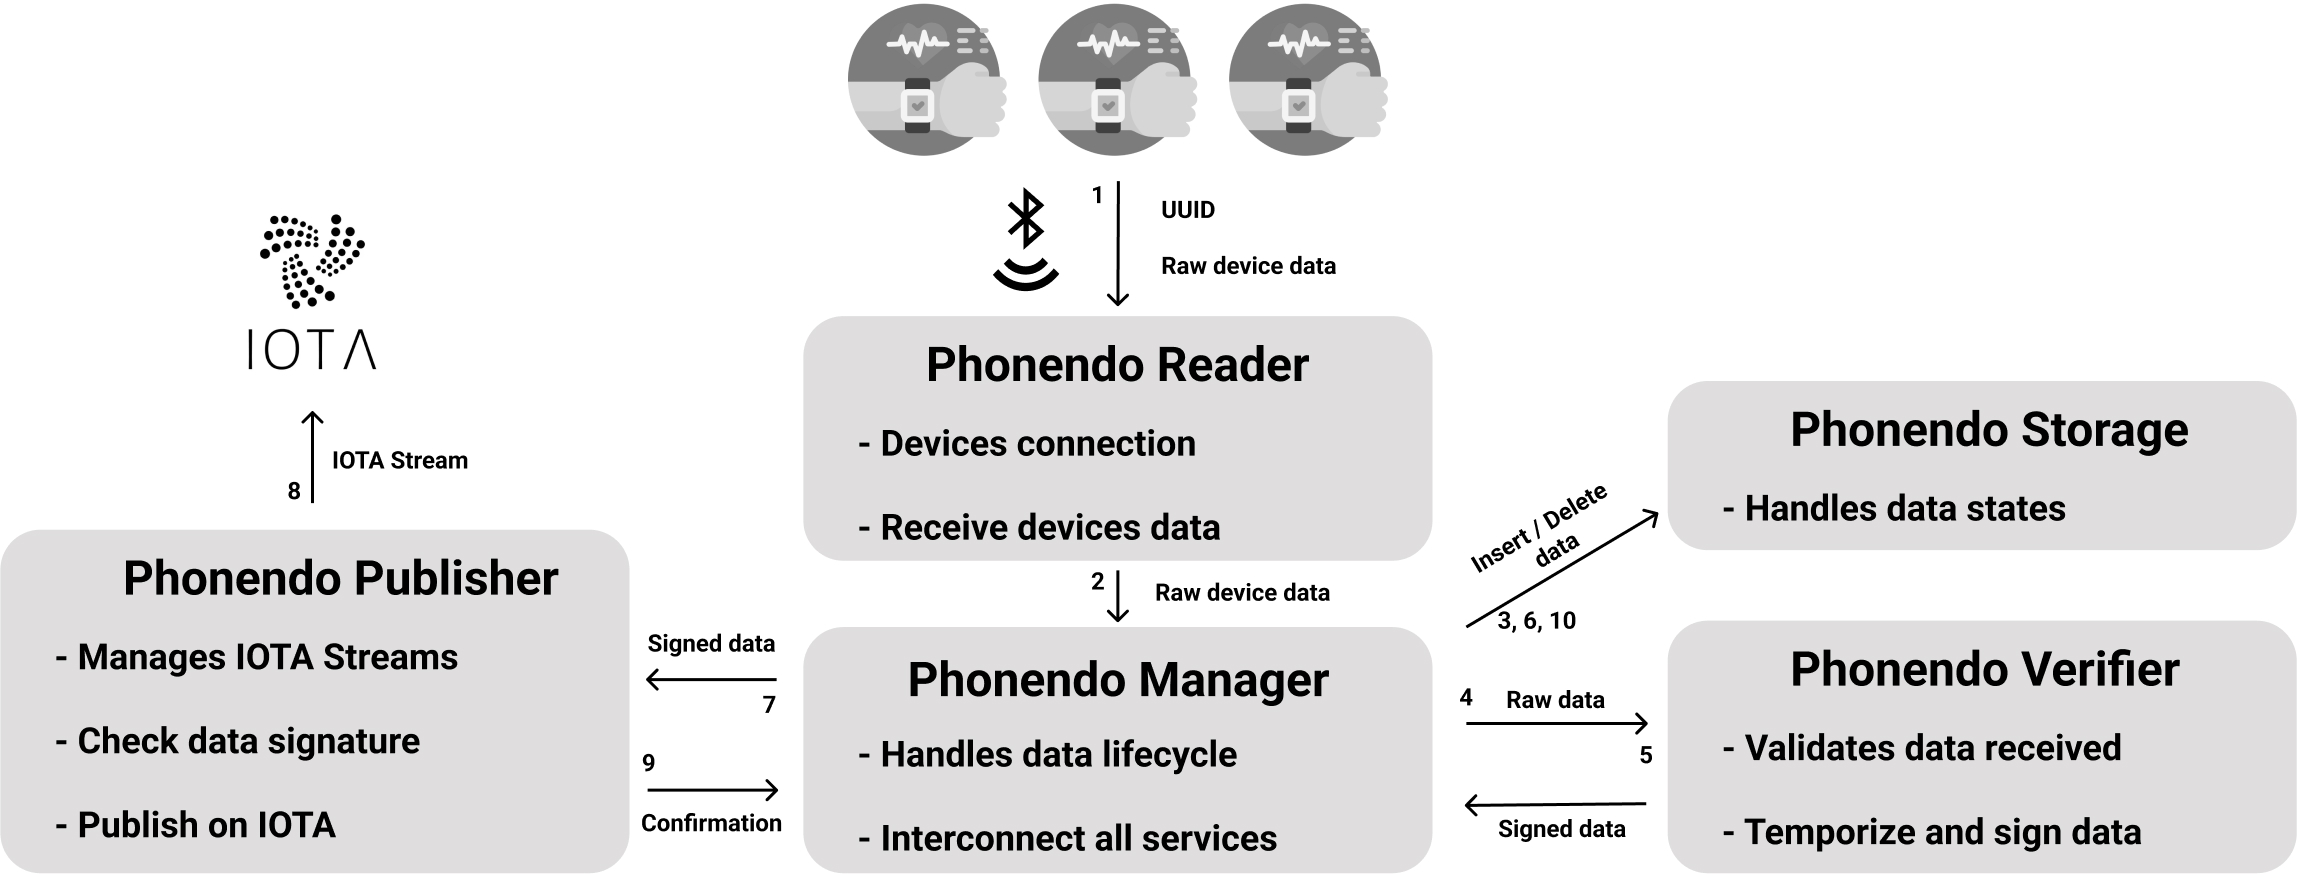 1
UUID
Raw device data
IOTA
8
IOTA Stream
Phonendo Reader
- Devices connection
- Receive devices data
2
Raw device data
Phonendo Storage
- Handles data states
Insert / Delete
data
3, 6, 10
Phonendo Publisher
- Manages IOTA Streams
- Check data signature
- Publish on IOTA
Signed data
7
9
Confirmation
Phonendo Manager
- Handles data lifecycle
- Interconnect all services
4
Raw data
5
Signed data
Phonendo Verifier
- Validates data received
- Temporize and sign data